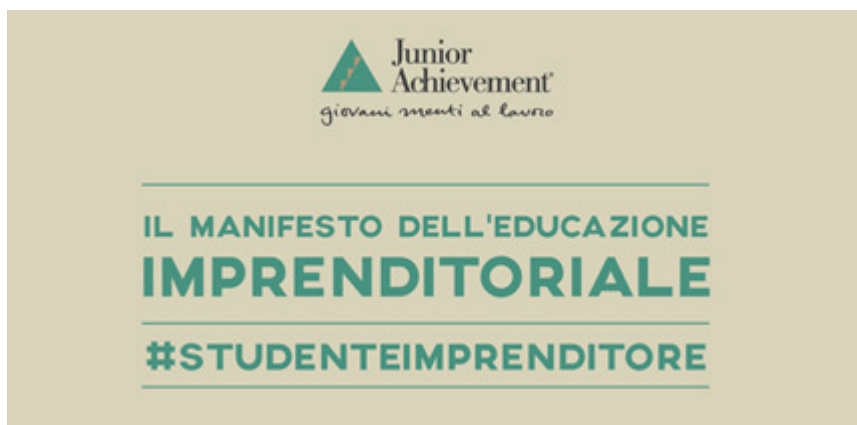 Junior
Achievement®
giovani menti al lavoro
IL MANIFESTO DELL'EDUCAZIONE
IMPRENDITORIALE
#STUDENTEIMPRENDITORE